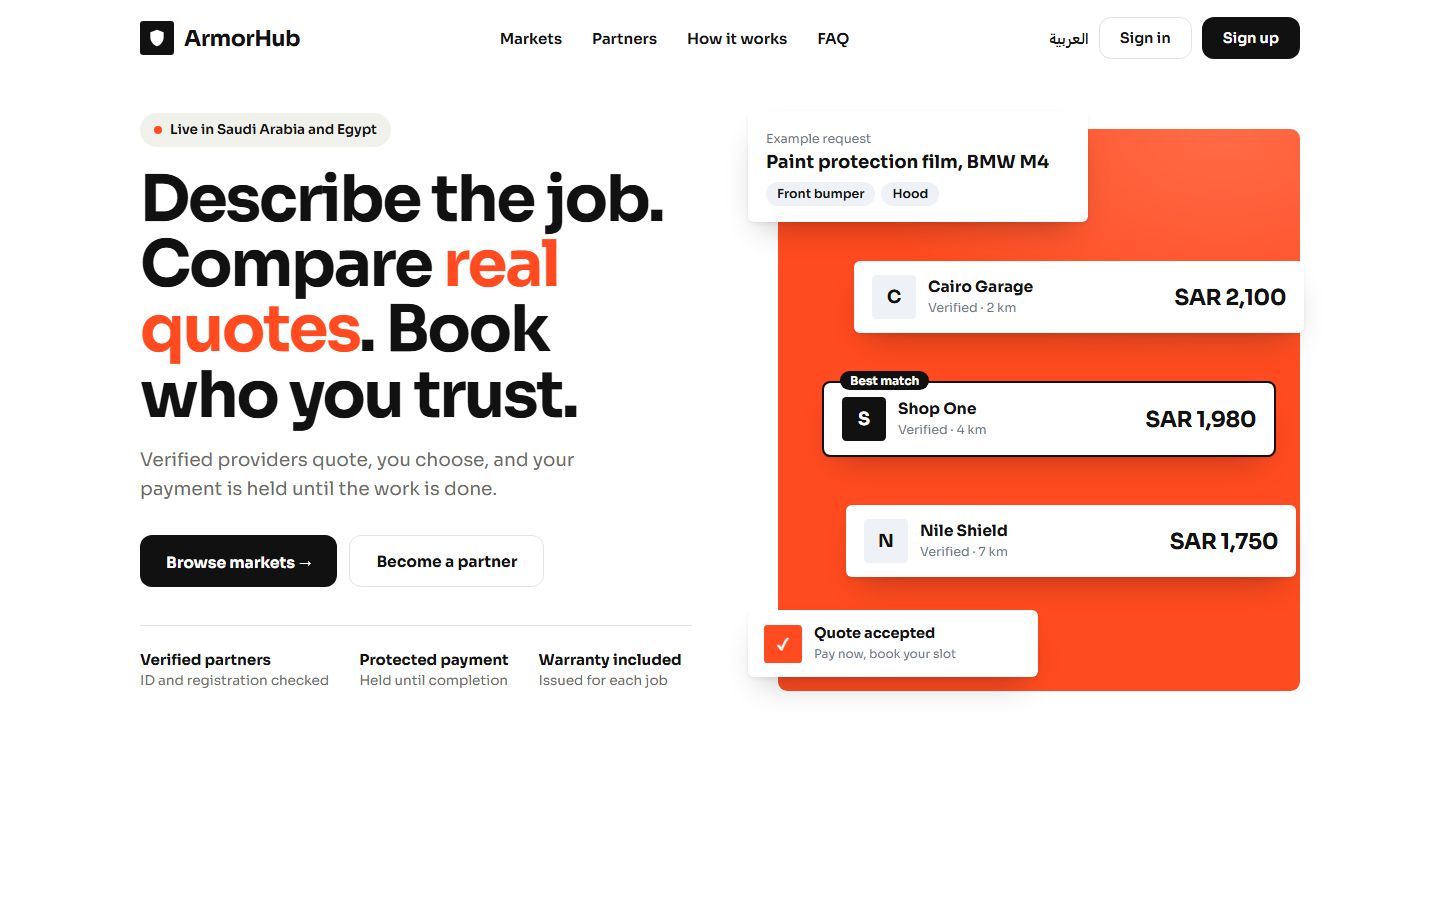 ArmorHub
Markets
Partners
How it works
FAQ
العربية
Sign in
Sign up
Live in Saudi Arabia and Egypt
Describe the job.
Compare real
quotes. Book
who you trust.
Verified providers quote, you choose, and your
payment is held until the work is done.
Browse markets →
Become a partner
Verified partners
ID and registration checked
Protected payment
Held until completion
Warranty included
Issued for each job
Example request
Paint protection film, BMW M4
Front bumper
Hood
C
Cairo Garage
Verified · 2 km
SAR 2,100
Best match
S
Shop One
Verified · 4 km
SAR 1,980
N
Nile Shield
Verified · 7 km
SAR 1,750
✓
Quote accepted
Pay now, book your slot